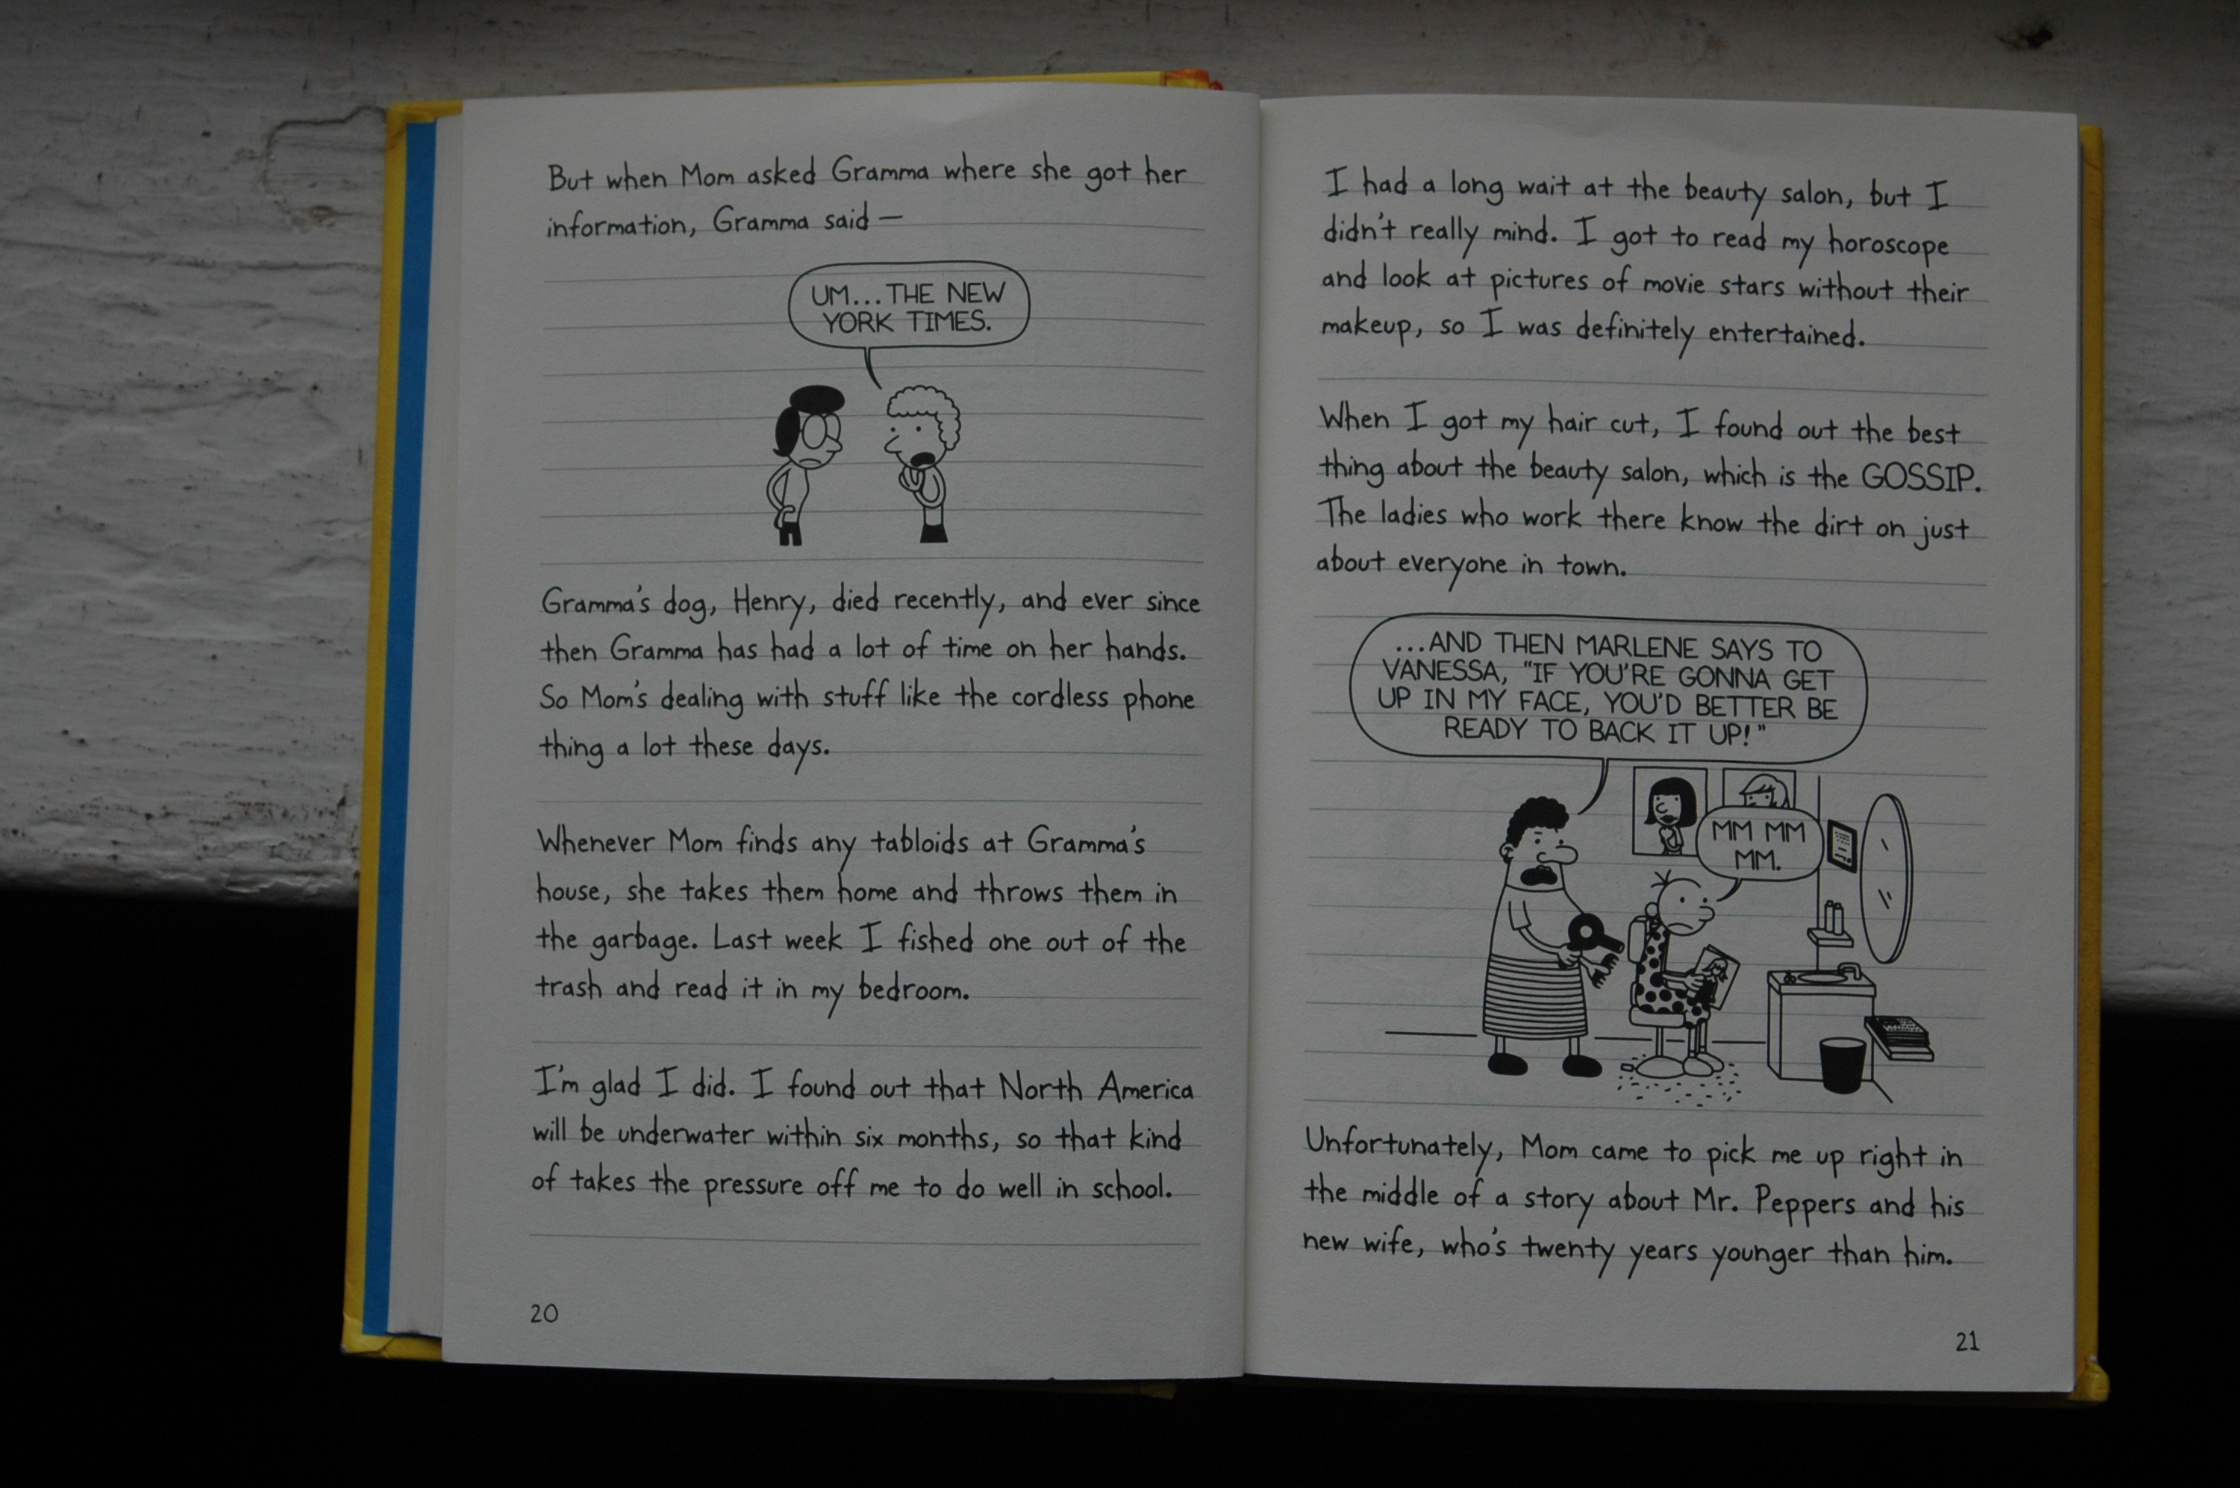 But when Mom asked Gramma where she got her
information, Gramma said —
UM...THE NEW
YORK TIMES.
Gramma's dog, Henry, died recently, and ever since
then Gramma has had a lot of time on her hands.
So Mom's dealing with stuff like the cordless phone
thing a lot these days.
Whenever Mom finds any tabloids at Gramma's
house, she takes them home and throws them in
the garbage. Last week I fished one out of the
trash and read it in my bedroom.
I'm glad I did. I found out that North America
will be underwater within six months, so that kind
of takes the pressure off me to do well in school.
20
I had a long wait at the beauty salon, but I
didn't really mind. I got to read my horoscope
and look at pictures of movie stars without their
makeup, so I was definitely entertained.
When I got my hair cut, I found out the best
thing about the beauty salon, which is the GOSSIP.
The ladies who work there know the dirt on just
about everyone in town.
...AND THEN MARLENE SAYS TO
VANESSA, "IF YOU'RE GONNA GET
UP IN MY FACE, YOU'D BETTER BE
READY TO BACK IT UP!"
MM MM
MM.
Unfortunately, Mom came to pick me up right in
the middle of a story about Mr. Peppers and his
new wife, who's twenty years younger than him.
21